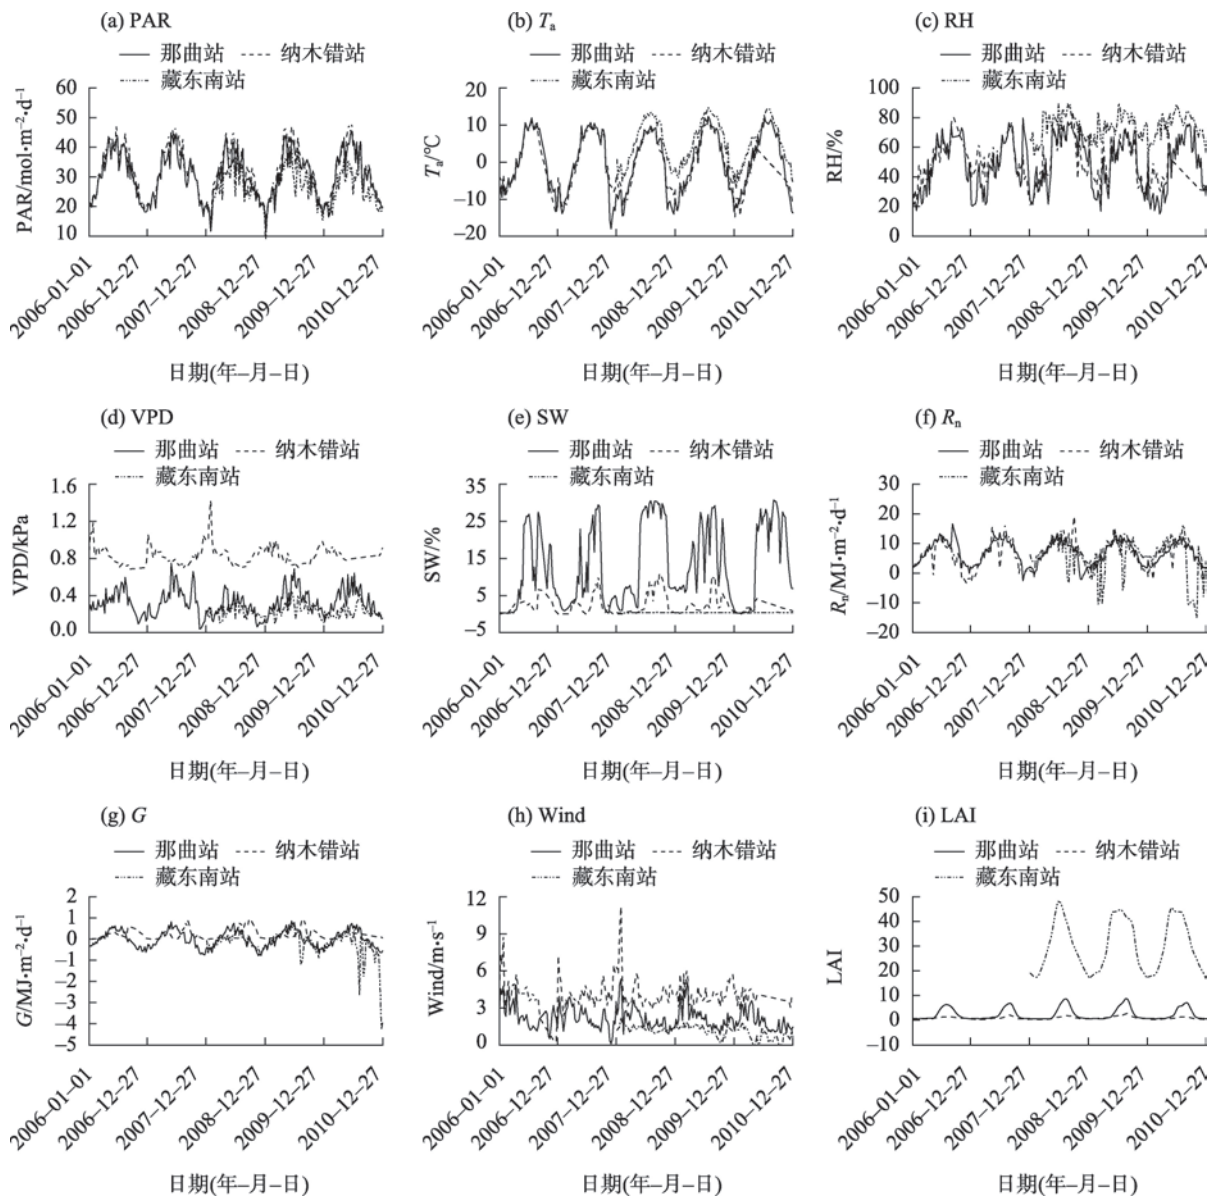 (a) PAR
那曲站 纳木错站
藏东南站
PAR/mol·m⁻²·d⁻¹
60
50
40
30
20
10
2006–01–01
2006–12–27
2007–12–27
2008–12–27
2009–12–27
2010–12–27
日期(年–月–日)
(b) Tₐ
那曲站 纳木错站
藏东南站
Tₐ/℃
20
10
0
–10
–20
2006–01–01
2006–12–27
2007–12–27
2008–12–27
2009–12–27
2010–12–27
日期(年–月–日)
(c) RH
那曲站 纳木错站
藏东南站
RH/%
100
80
60
40
20
0
2006–01–01
2006–12–27
2007–12–27
2008–12–27
2009–12–27
2010–12–27
日期(年–月–日)
(d) VPD
那曲站 纳木错站
藏东南站
VPD/kPa
1.6
1.2
0.8
0.4
0.0
2006–01–01
2006–12–27
2007–12–27
2008–12–27
2009–12–27
2010–12–27
日期(年–月–日)
(e) SW
那曲站 纳木错站
藏东南站
SW/%
35
25
15
5
–5
2006–01–01
2006–12–27
2007–12–27
2008–12–27
2009–12–27
2010–12–27
日期(年–月–日)
(f) Rₙ
那曲站 纳木错站
藏东南站
Rₙ/MJ·m⁻²·d⁻¹
30
20
10
0
–10
–20
2006–01–01
2006–12–27
2007–12–27
2008–12–27
2009–12–27
2010–12–27
日期(年–月–日)
(g) G
那曲站 纳木错站
藏东南站
G/MJ·m⁻²·d⁻¹
2
1
0
–1
–2
–3
–4
–5
2006–01–01
2006–12–27
2007–12–27
2008–12–27
2009–12–27
2010–12–27
日期(年–月–日)
(h) Wind
那曲站 纳木错站
藏东南站
Wind/m·s⁻¹
12
9
6
3
0
2006–01–01
2006–12–27
2007–12–27
2008–12–27
2009–12–27
2010–12–27
日期(年–月–日)
(i) LAI
那曲站 纳木错站
藏东南站
LAI
50
40
30
20
10
0
–10
2006–01–01
2006–12–27
2007–12–27
2008–12–27
2009–12–27
2010–12–27
日期(年–月–日)